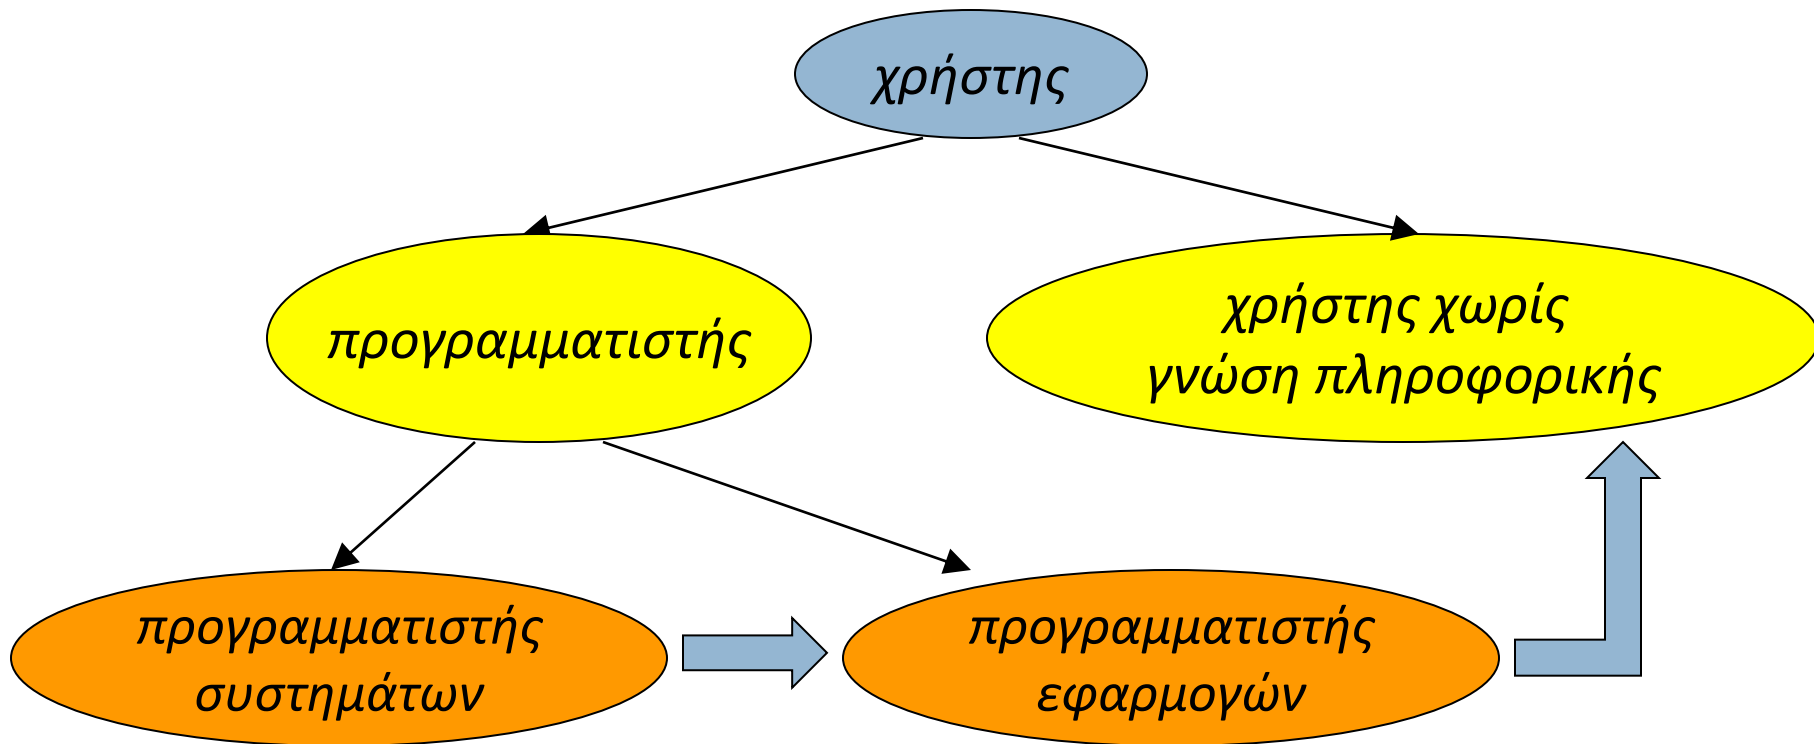 χρήστης
προγραμματιστής
χρήστης χωρίς
γνώση πληροφορικής
προγραμματιστής
συστημάτων
προγραμματιστής
εφαρμογών